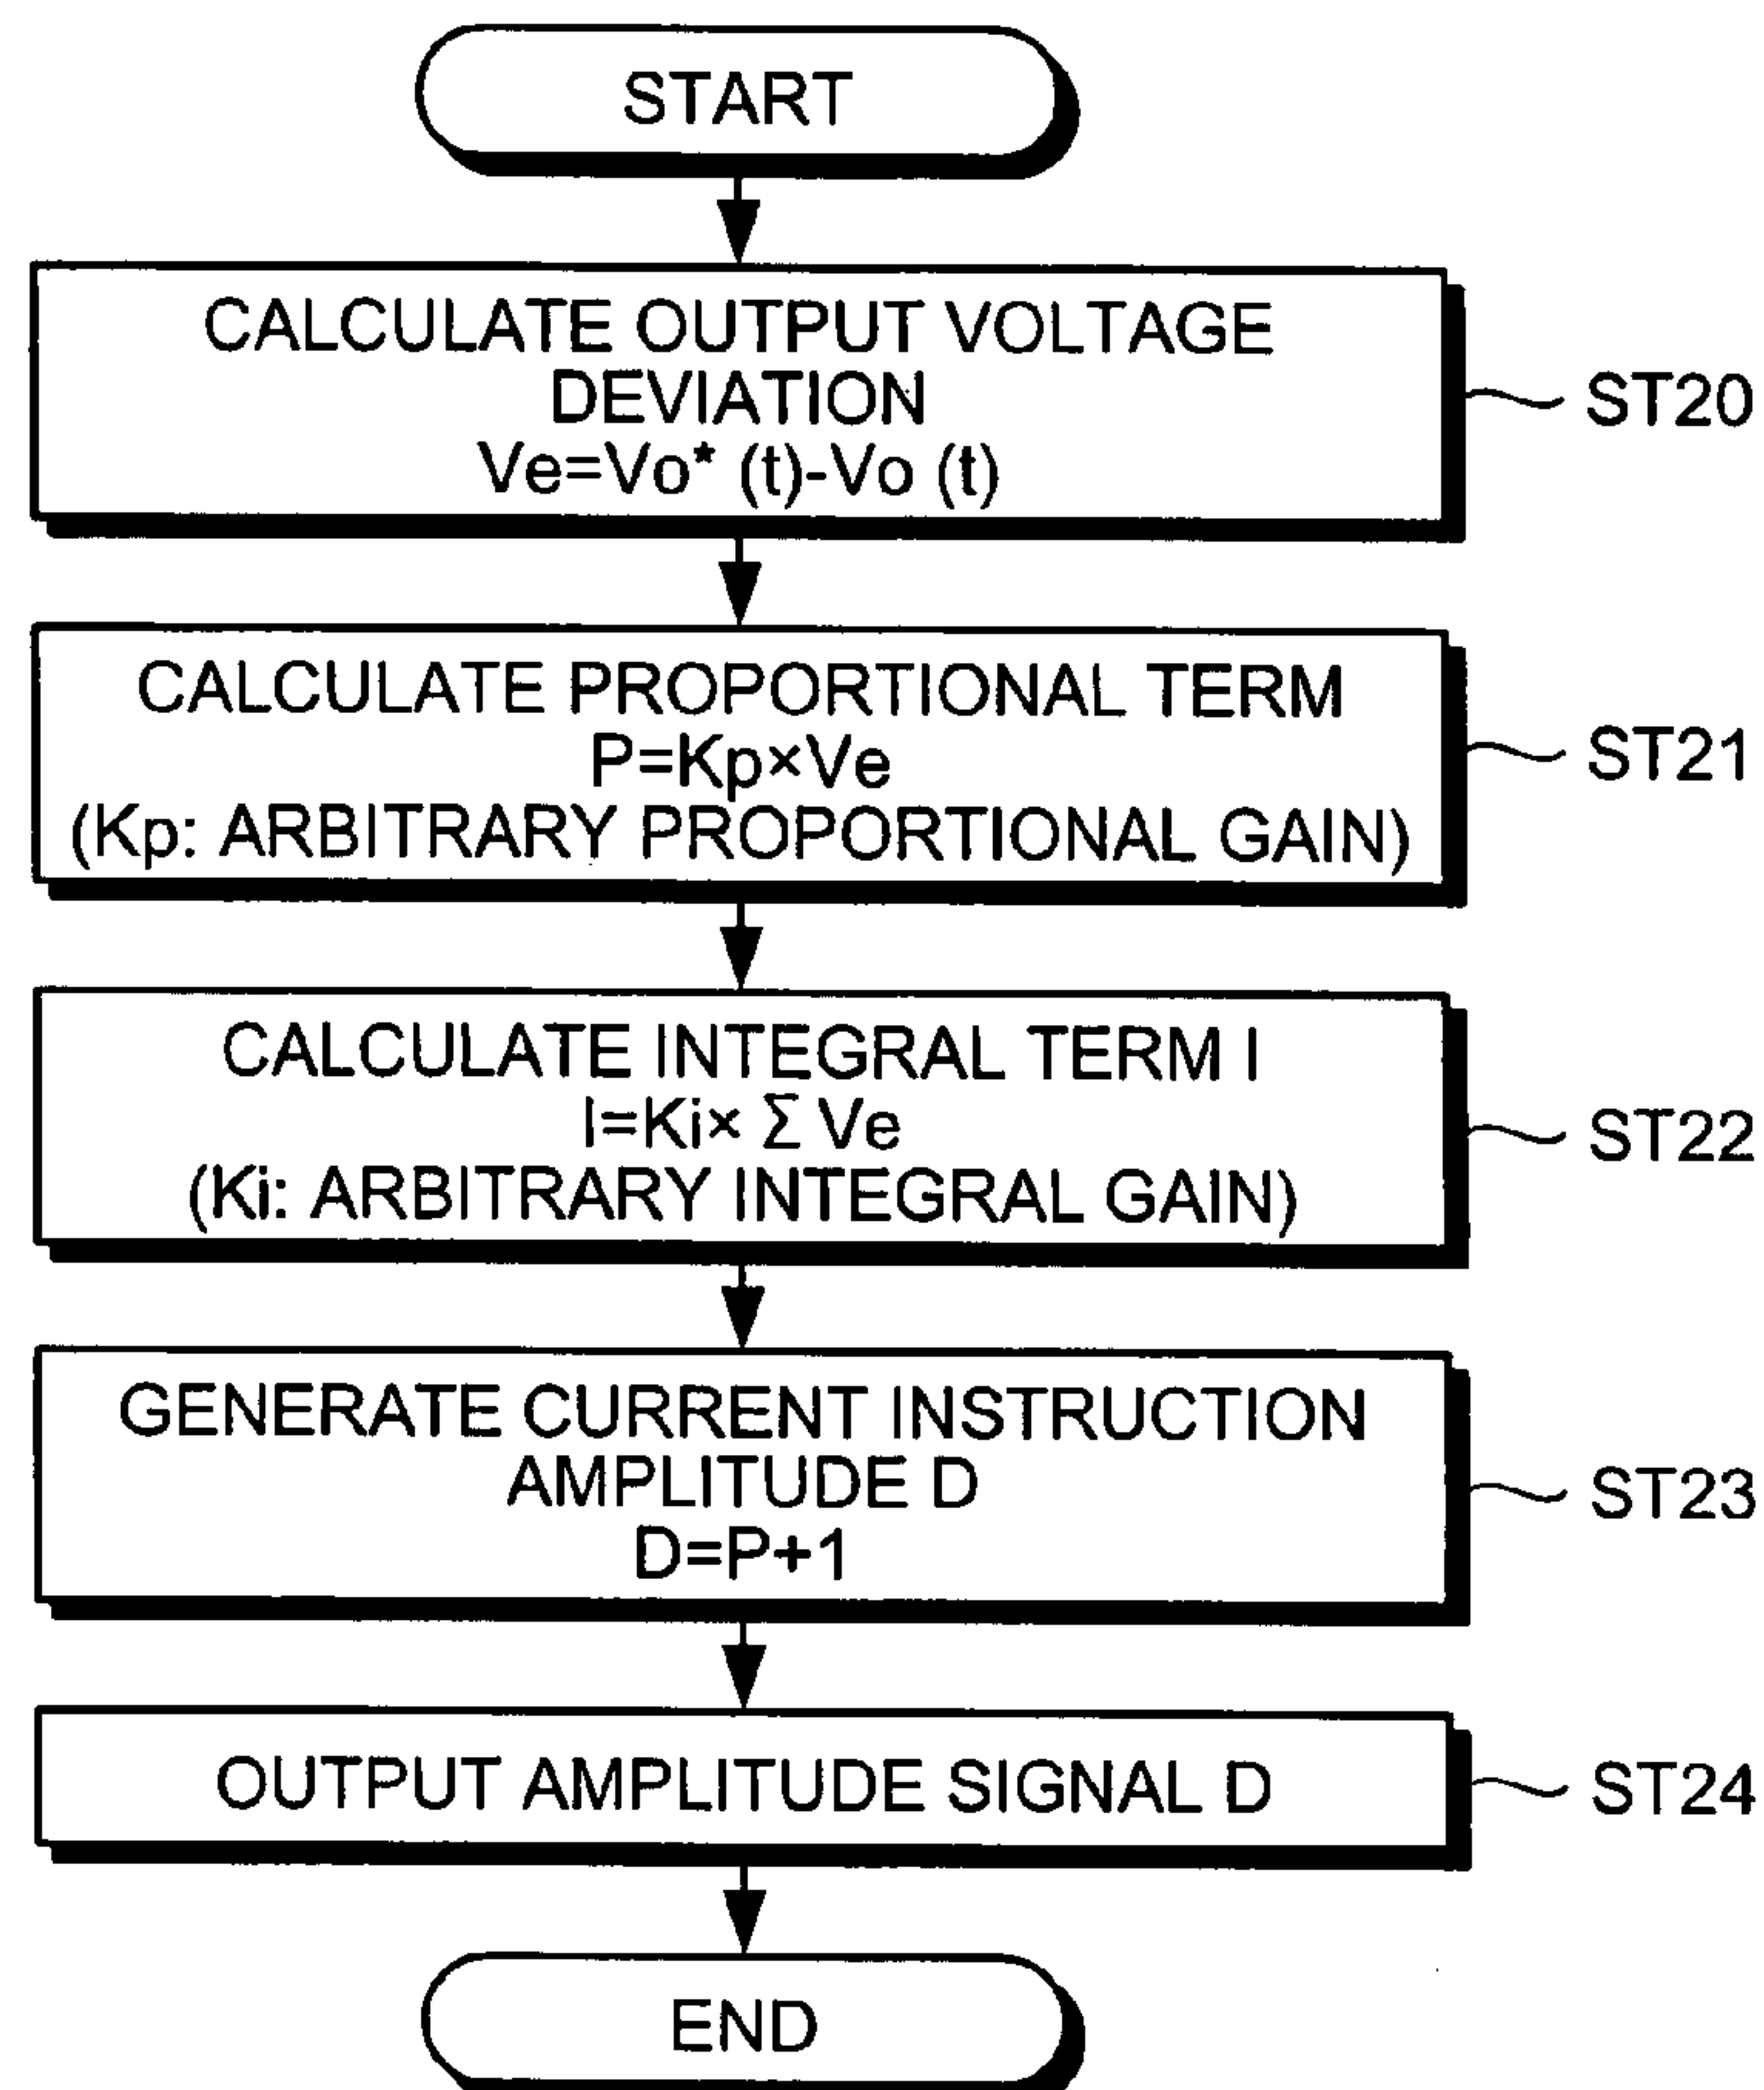 START
CALCULATE OUTPUT VOLTAGE
DEVIATION
Ve=Vo* (t)-Vo (t)
ST20
CALCULATE PROPORTIONAL TERM
P=Kp×Ve
(Kp: ARBITRARY PROPORTIONAL GAIN)
ST21
CALCULATE INTEGRAL TERM I
I=Ki× Σ Ve
(Ki: ARBITRARY INTEGRAL GAIN)
ST22
GENERATE CURRENT INSTRUCTION
AMPLITUDE D
D=P+1
ST23
OUTPUT AMPLITUDE SIGNAL D
ST24
END